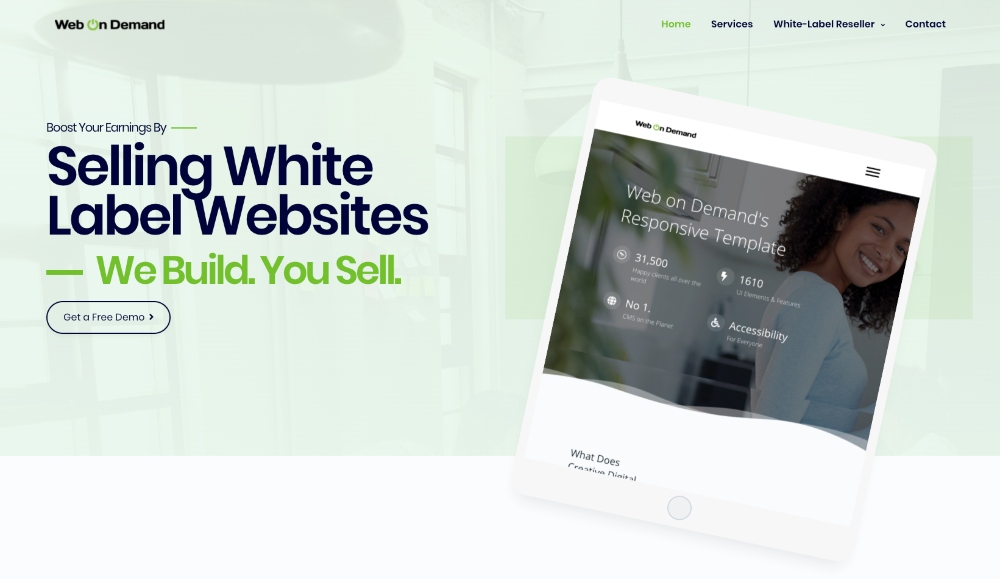 Web On Demand
Home Services White-Label Reseller Contact
Boost Your Earnings By
Selling White
Label Websites
We Build. You Sell.
Get a Free Demo
Web On Demand
Web on Demand's
Responsive Template
31,500
Happy clients all over the
world
1610
UI Elements & Features
No 1.
CMS on the Planet
Accessibility
For Everyone
What Does
Creative Digital